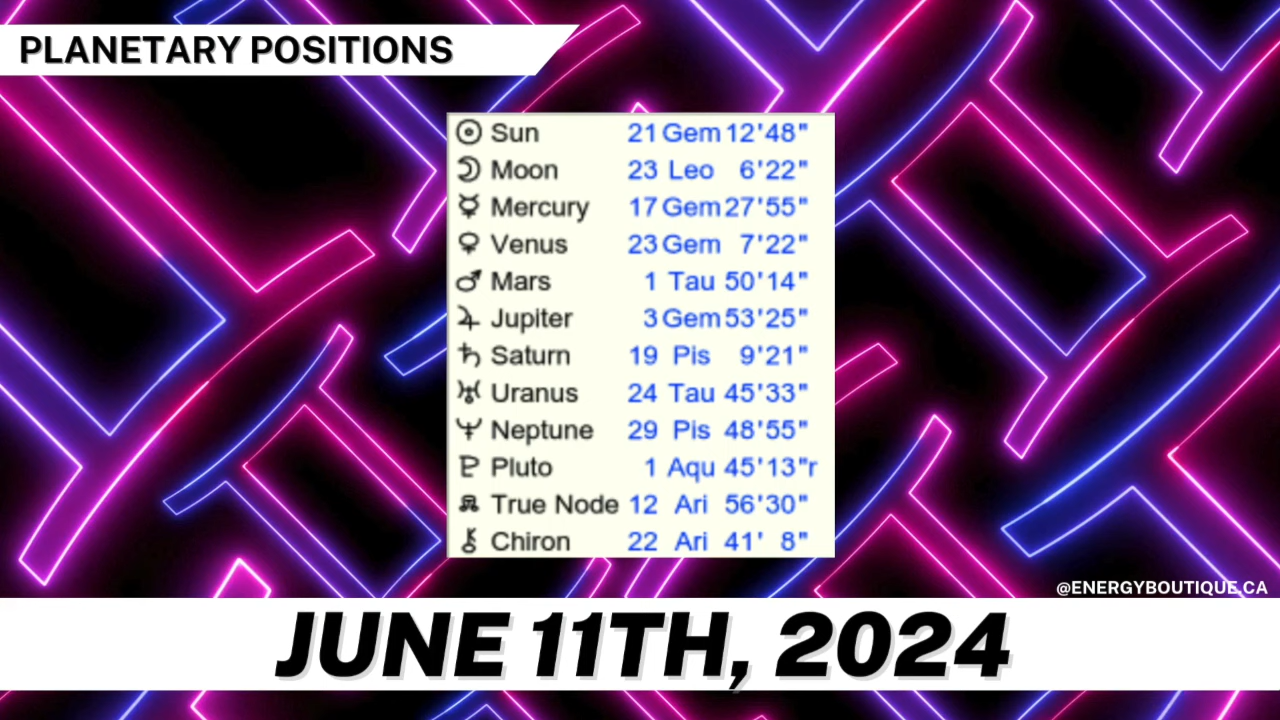 PLANETARY POSITIONS
☉ Sun 21 Gem 12'48"
☽ Moon 23 Leo 6'22"
☿ Mercury 17 Gem 27'55"
♀ Venus 23 Gem 7'22"
♂ Mars 1 Tau 50'14"
♃ Jupiter 3 Gem 53'25"
♄ Saturn 19 Pis 9'21"
♅ Uranus 24 Tau 45'33"
♆ Neptune 29 Pis 48'55"
♇ Pluto 1 Aqu 45'13"r
☊ True Node 12 Ari 56'30"
⚷ Chiron 22 Ari 41' 8"
@ENERGYBOUTIQUE.CA
JUNE 11TH, 2024